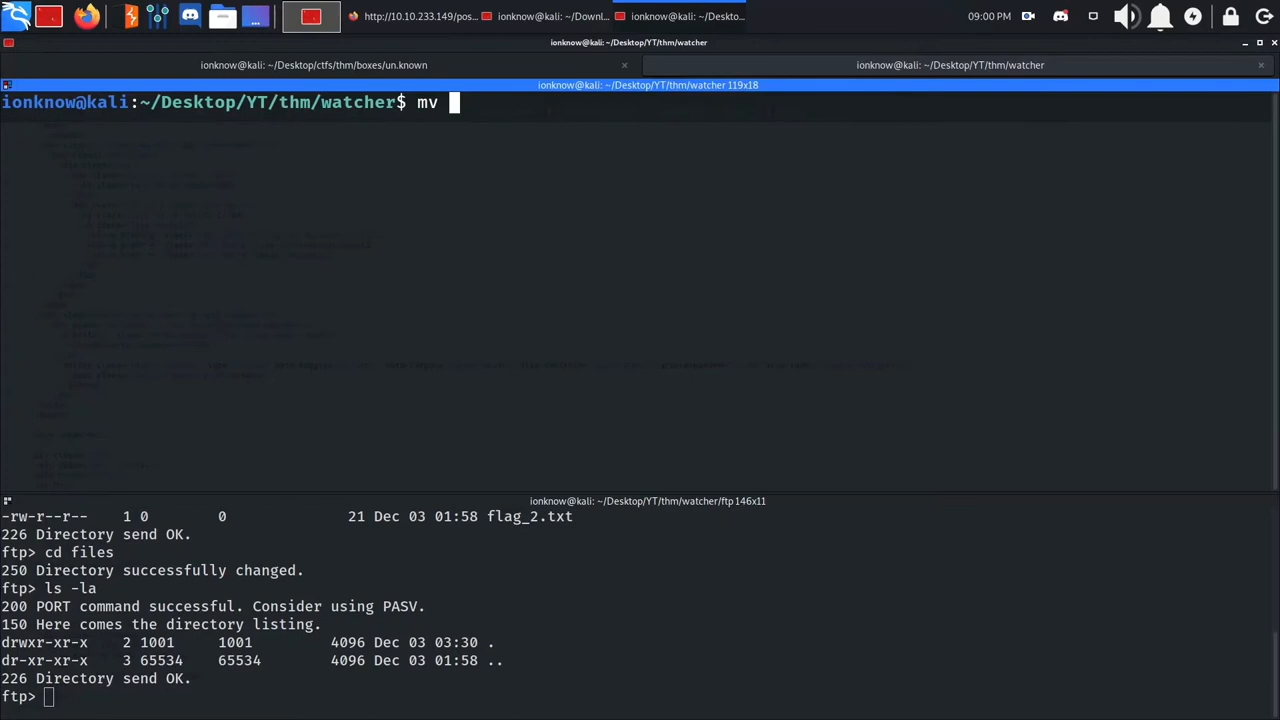 http://10.10.233.149/pos...
ionknow@kali: ~/Downl...
ionknow@kali: ~/Deskto...
09:00 PM
ionknow@kali: ~/Desktop/YT/thm/watcher
ionknow@kali: ~/Desktop/ctfs/thm/boxes/un.known
ionknow@kali: ~/Desktop/YT/thm/watcher
ionknow@kali: ~/Desktop/YT/thm/watcher 119x18
ionknow@kali:~/Desktop/YT/thm/watcher$ mv
ionknow@kali: ~/Desktop/YT/thm/watcher/ftp 146x11
-rw-r--r-- 1 0 0 21 Dec 03 01:58 flag_2.txt
226 Directory send OK.
ftp> cd files
250 Directory successfully changed.
ftp> ls -la
200 PORT command successful. Consider using PASV.
150 Here comes the directory listing.
drwxr-xr-x 2 1001 1001 4096 Dec 03 03:30 .
dr-xr-xr-x 3 65534 65534 4096 Dec 03 01:58 ..
226 Directory send OK.
ftp>